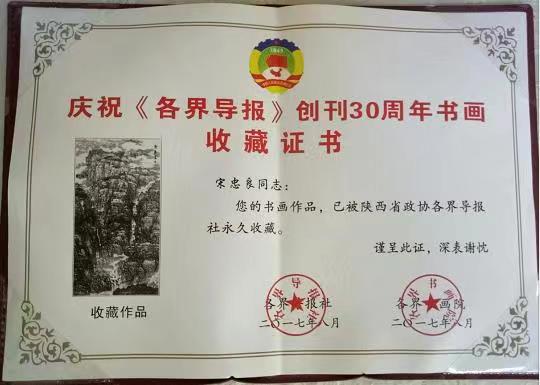 1949
庆祝《各界导报》创刊30周年书画
收藏证书
宋忠良同志：
您的书画作品，已被陕西省政协各界导报
社永久收藏。
谨呈此证，深表谢忱
收藏作品
各界导报社
二〇一七年八月
各界书画院
二〇一七年八月